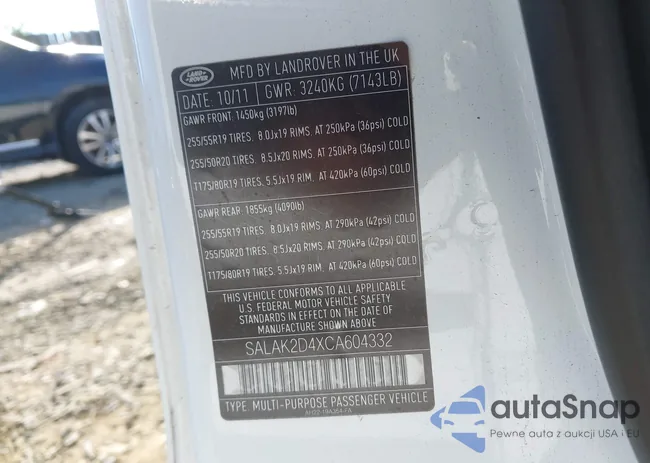 LAND ROVER
MFD BY LANDROVER IN THE UK
DATE: 10/11 GWR: 3240KG (7143LB)
GAWR FRONT: 1450kg (3197lb)
255/55R19 TIRES. 8.0Jx19 RIMS. AT 250kPa (36psi) COLD
255/50R20 TIRES. 8.5Jx20 RIMS. AT 250kPa (36psi) COLD
T175/80R19 TIRES. 5.5Jx19 RIM. AT 420kPa (60psi) COLD
GAWR REAR: 1855kg (4090lb)
255/55R19 TIRES. 8.0Jx19 RIMS. AT 290kPa (42psi) COLD
255/50R20 TIRES. 8.5Jx20 RIMS. AT 290kPa (42psi) COLD
T175/80R19 TIRES. 5.5Jx19 RIM. AT 420kPa (60psi) COLD
THIS VEHICLE CONFORMS TO ALL APPLICABLE
U.S. FEDERAL MOTOR VEHICLE SAFETY
STANDARDS IN EFFECT ON THE DATE OF
MANUFACTURE SHOWN ABOVE
SALAK2D4XCA604332
TYPE: MULTI-PURPOSE PASSENGER VEHICLE
autoSnap
Pewne auta z aukcji USA i EU